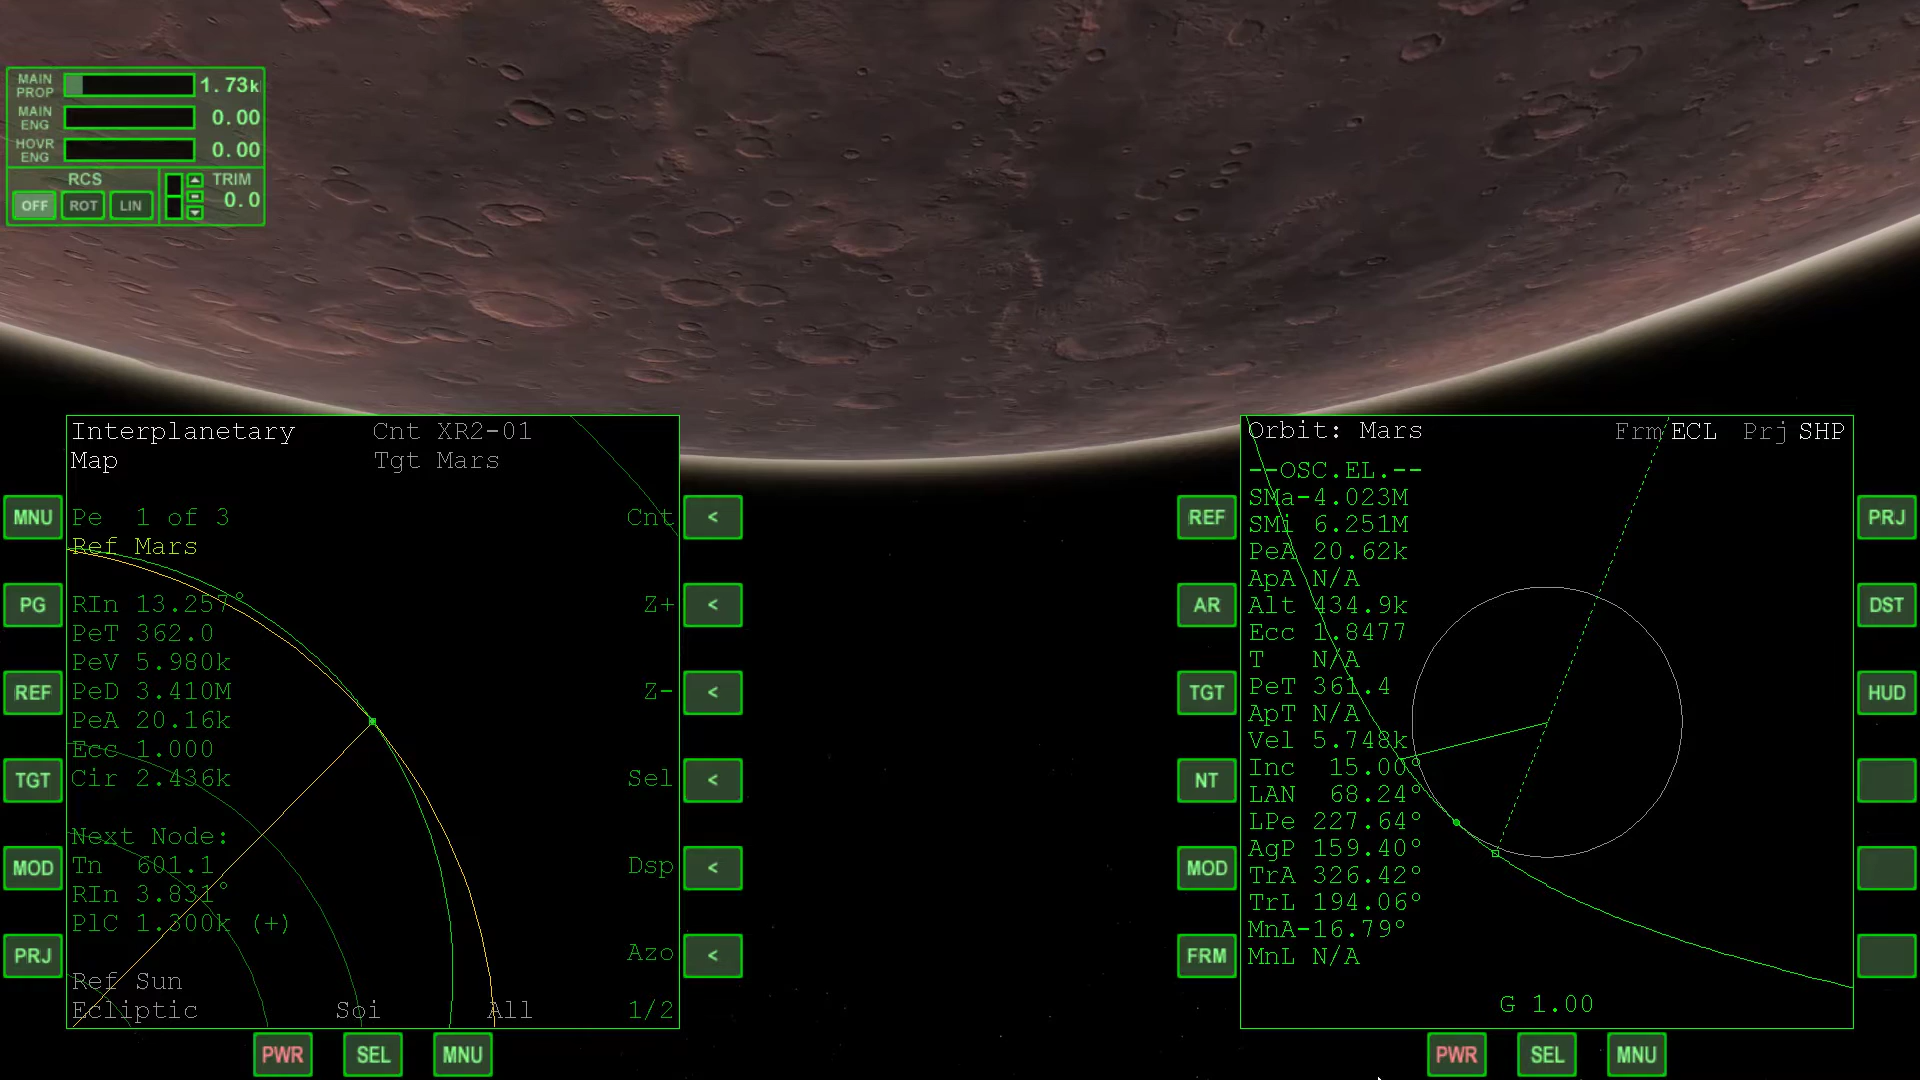 MAIN PROP 1.73k
MAIN ENG 0.00
HOVR ENG 0.00
RCS TRIM
OFF ROT LIN 0.0
Interplanetary Cnt XR2-01
Map Tgt Mars
Pe 1 of 3
Ref Mars
RIn 13.257°
PeT 362.0
PeV 5.980k
PeD 3.410M
PeA 20.16k
Ecc 1.000
Cir 2.436k
Next Node:
Tn 601.1
RIn 3.831°
PlC 1.300k (+)
Ref Sun
Ecliptic Soi All 1/2
MNU
PG
REF
TGT
MOD
PRJ
Cnt <
Z+ <
Z- <
Sel <
Dsp <
Azo <
PWR SEL MNU
Orbit: Mars Frm ECL Prj SHP
--OSC.EL.--
SMa-4.023M
SMi 6.251M
PeA 20.62k
ApA N/A
Alt 434.9k
Ecc 1.8477
T N/A
PeT 361.4
ApT N/A
Vel 5.748k
Inc 15.00°
LAN 68.24°
LPe 227.64°
AgP 159.40°
TrA 326.42°
TrL 194.06°
MnA-16.79°
MnL N/A
G 1.00
REF
AR
TGT
NT
MOD
FRM
PRJ
DST
HUD
PWR SEL MNU